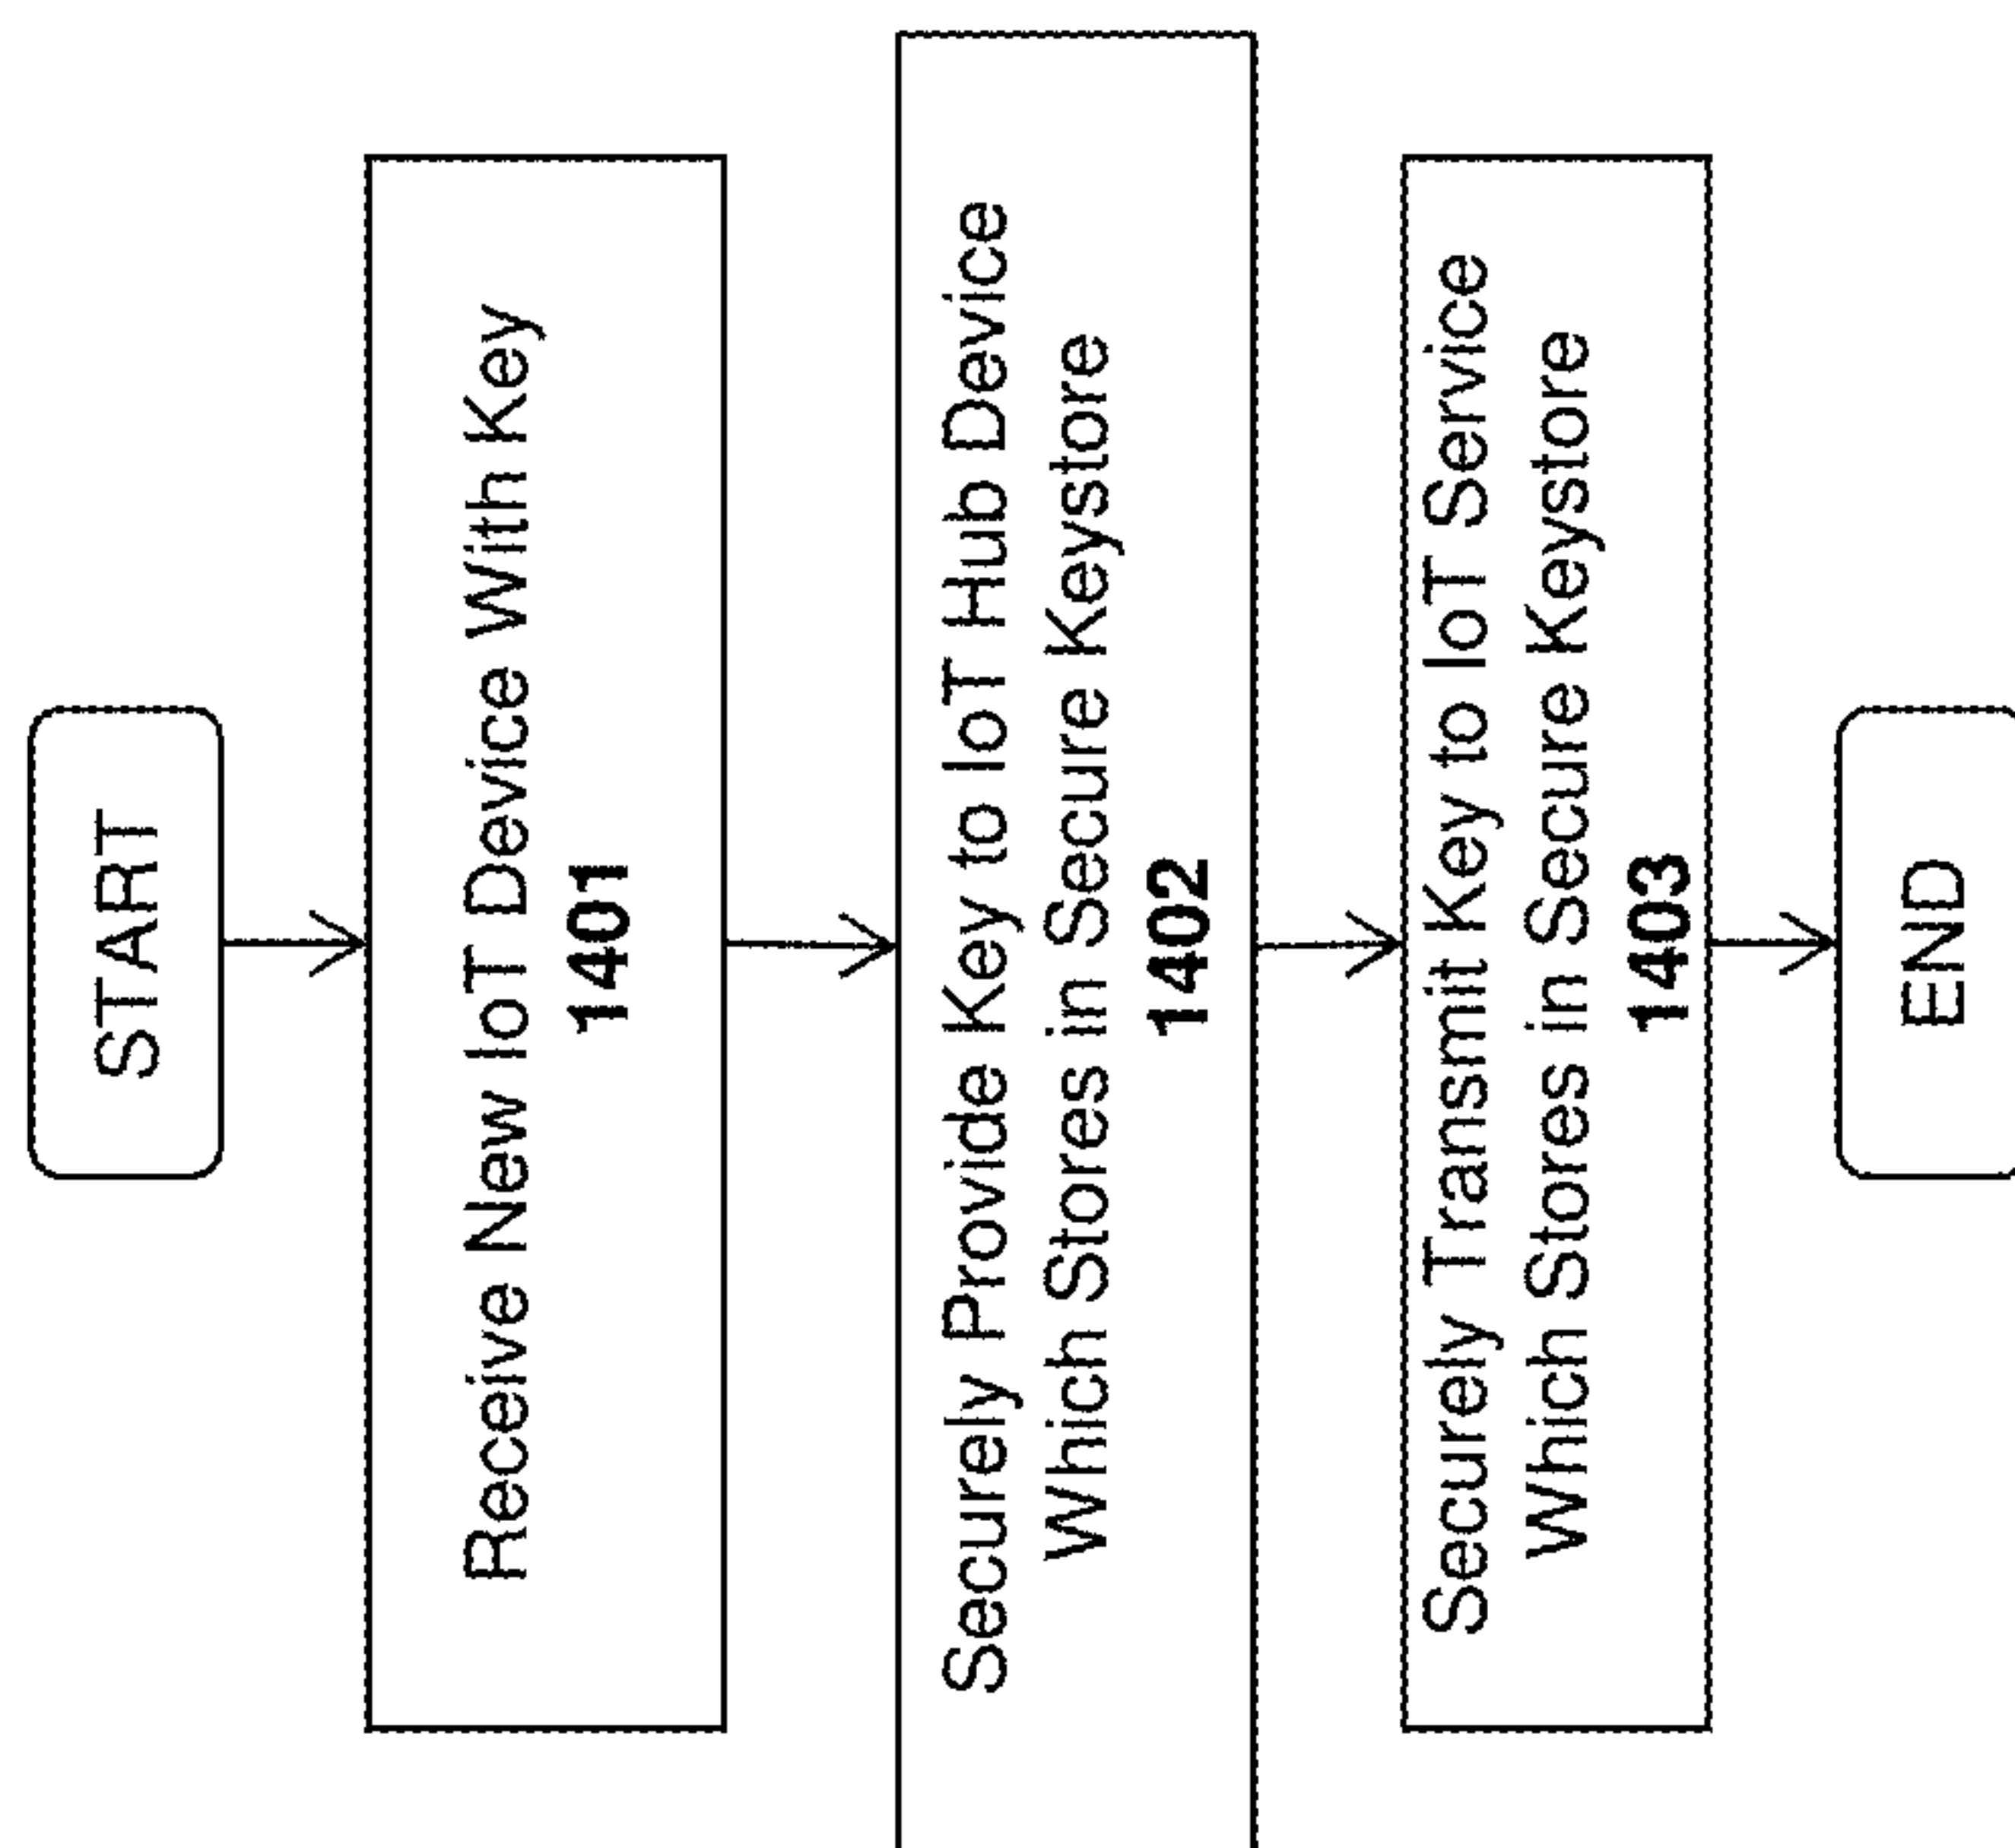 START
Receive New IoT Device With Key
1401
Securely Provide Key to IoT Hub Device
Which Stores in Secure Keystore
1402
Securely Transmit Key to IoT Service
Which Stores in Secure Keystore
1403
END